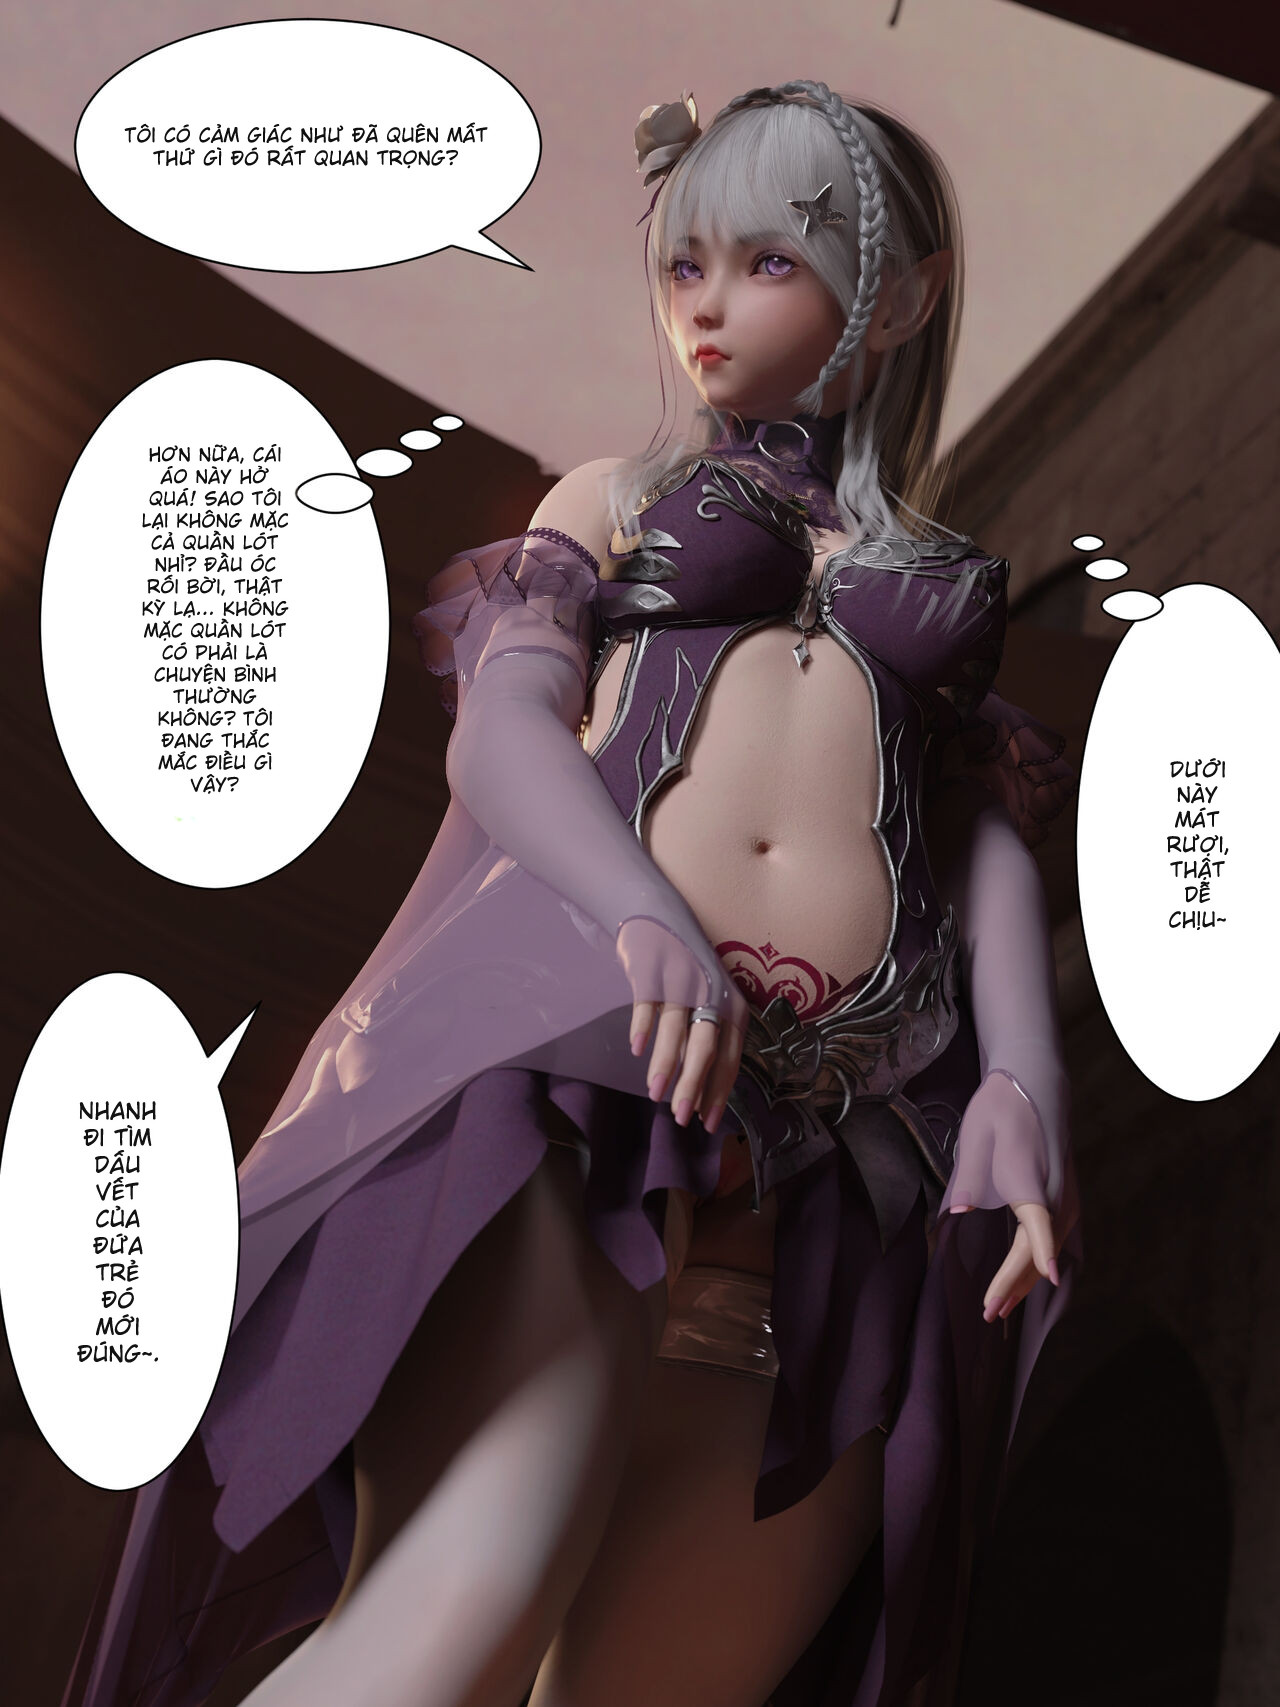 TÔI CÓ CẢM GIÁC NHƯ ĐÃ QUÊN MẤT
THỨ GÌ ĐÓ RẤT QUAN TRỌNG?
HƠN NỮA, CÁI
ÁO NÀY HỞ
QUÁ! SAO TÔI
LẠI KHÔNG MẶC
CẢ QUẦN LÓT
NHỈ? ĐẦU ÓC
RỐI BỜI, THẬT
KỲ LẠ... KHÔNG
MẶC QUẦN LÓT
CÓ PHẢI LÀ
CHUYỆN BÌNH
THƯỜNG
KHÔNG? TÔI
ĐANG THẮC
MẮC ĐIỀU GÌ
VẬY?
DƯỚI
NÀY
MÁT
RƯỢI,
THẬT
DỄ
CHỊU~
NHANH
ĐI TÌM
DẤU
VẾT
CỦA
ĐỨA
TRẺ
ĐÓ
MỚI
ĐÚNG~.